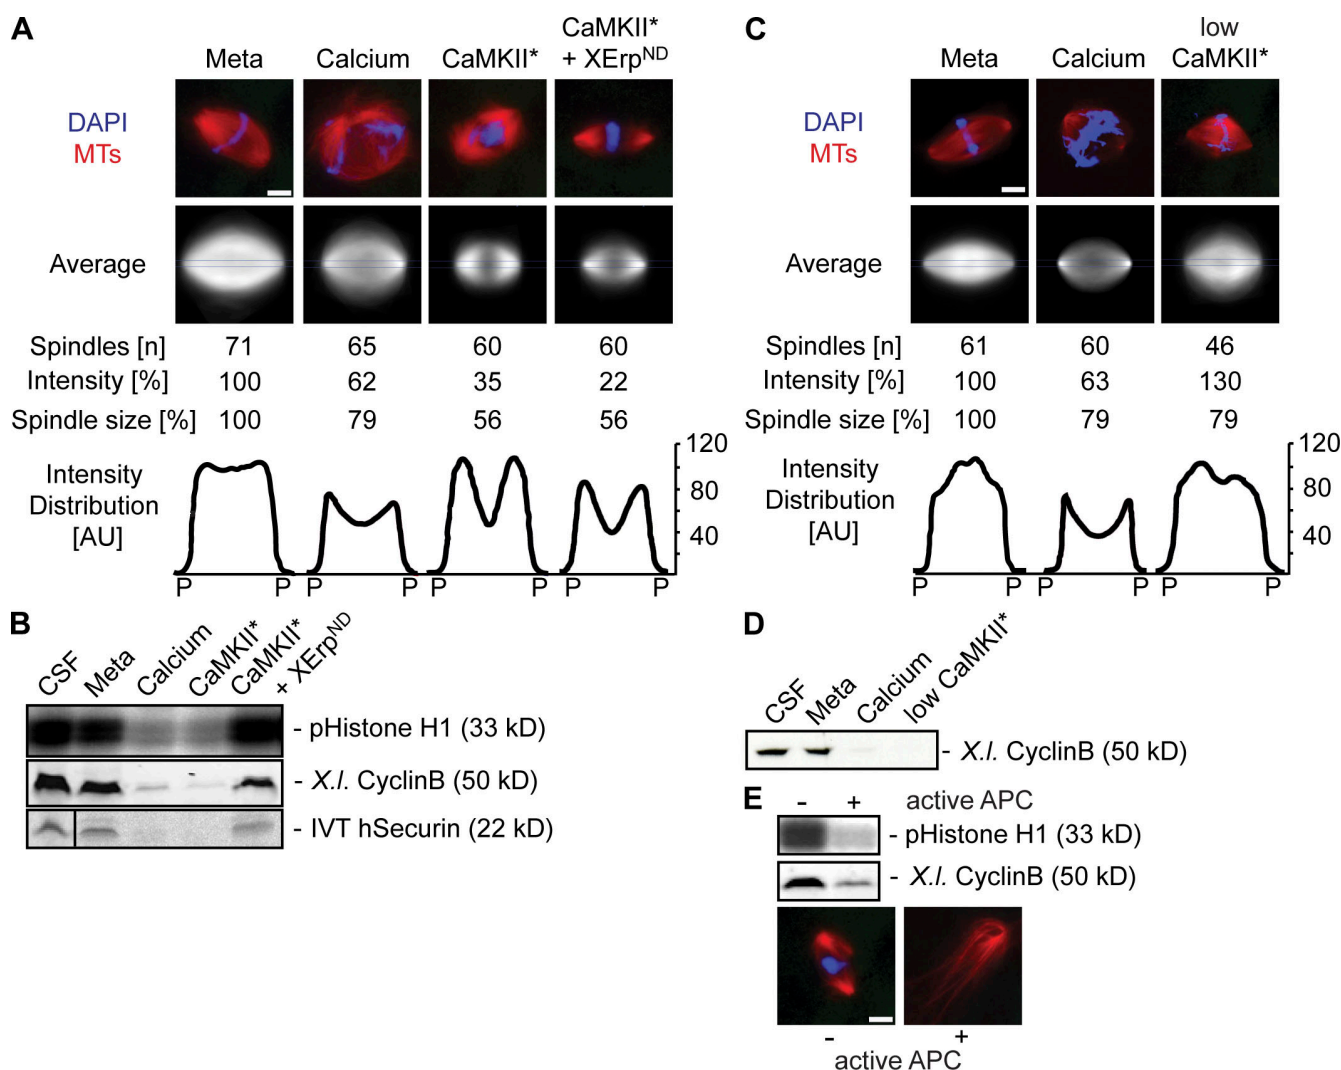 A
Meta
Calcium
CaMKII*
CaMKII*
+ XErpND
DAPI
MTs
Average
Spindles [n] 71 65 60 60
Intensity [%] 100 62 35 22
Spindle size [%] 100 79 56 56
Intensity
Distribution
[AU]
120
80
40
P P P P P P P P
B
CSF
Meta
Calcium
CaMKII*
CaMKII*
+ XErpND
- pHistone H1 (33 kD)
- X.l. CyclinB (50 kD)
- IVT hSecurin (22 kD)
C
Meta
Calcium
low
CaMKII*
DAPI
MTs
Average
Spindles [n] 61 60 46
Intensity [%] 100 63 130
Spindle size [%] 100 79 79
Intensity
Distribution
[AU]
120
80
40
P P P P P P
D
CSF
Meta
Calcium
low CaMKII*
- X.l. CyclinB (50 kD)
E
- + active APC
- pHistone H1 (33 kD)
- X.l. CyclinB (50 kD)
- +
active APC